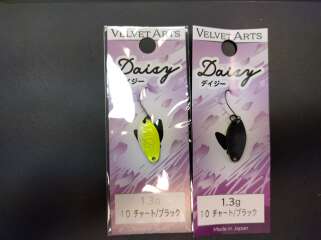 VELVET ARTS
Daisy
デイジー
1.3g
10 チャート/ブラック
VELVET ARTS
Daisy
デイジー
1.3g
10 チャート/ブラック
Made in Japan